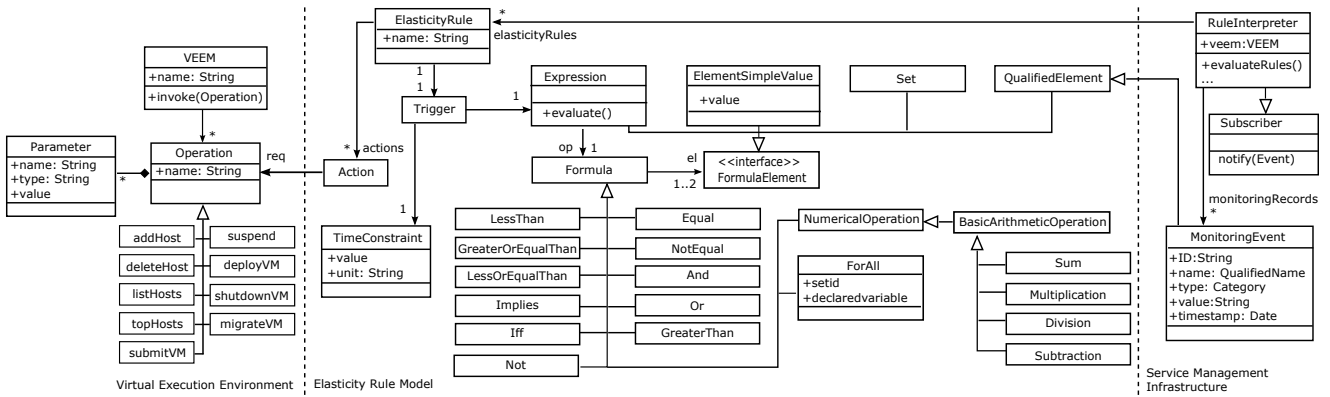 VEEM
+name: String
+invoke(Operation)
*
Parameter
+name: String
+type: String
+value
*
Operation
+name: String
req
addHost
suspend
deleteHost
deployVM
listHosts
shutdownVM
topHosts
migrateVM
submitVM
Virtual Execution Environment
ElasticityRule
+name: String
*
elasticityRules
1
1
Trigger
1
* actions
Action
1
TimeConstraint
+value
+unit: String
Expression
+evaluate()
op
1
Formula
el
1..2
ElementSimpleValue
+value
<<interface>>
FormulaElement
Set
QualifiedElement
LessThan
Equal
GreaterOrEqualThan
NotEqual
LessOrEqualThan
And
Implies
Or
Iff
GreaterThan
Not
NumericalOperation
BasicArithmeticOperation
ForAll
+setid
+declaredvariable
Sum
Multiplication
Division
Subtraction
Elasticity Rule Model
RuleInterpreter
+veem:VEEM
+evaluateRules()
...
Subscriber
notify(Event)
monitoringRecords
*
MonitoringEvent
+ID:String
+name: QualifiedName
+type: Category
+value:String
+timestamp: Date
Service Management
Infrastructure